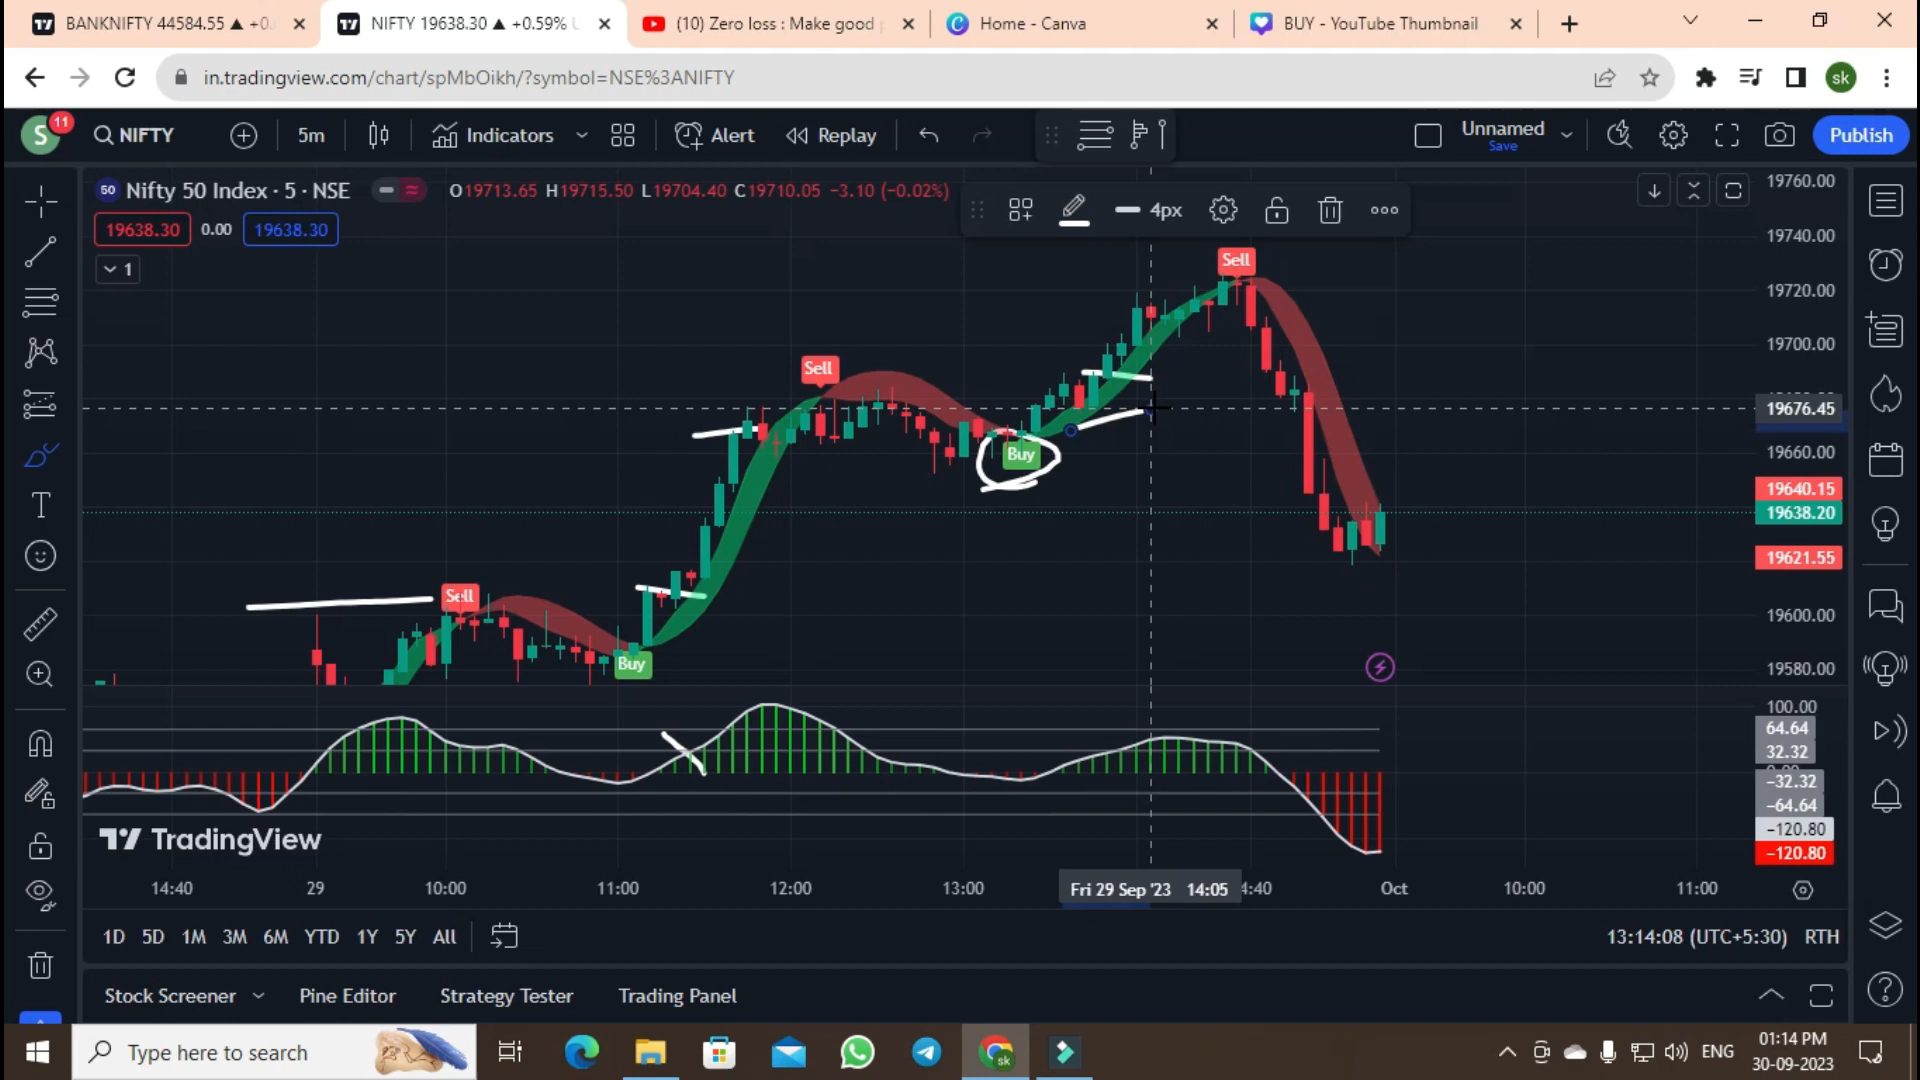 BANKNIFTY 44584.55 ▲ +0.
NIFTY 19638.30 ▲ +0.59%
(10) Zero loss : Make good
Home - Canva
BUY - YouTube Thumbnail
in.tradingview.com/chart/spMbOikh/?symbol=NSE%3ANIFTY
sk
S
11
NIFTY
5m
Indicators
Alert
Replay
Unnamed
Save
Publish
50 Nifty 50 Index · 5 · NSE
O19713.65 H19715.50 L19704.40 C19710.05 −3.10 (−0.02%)
4px
19638.30 0.00 19638.30
1
Sell
Sell
Sell
Buy
Buy
19760.00
19740.00
19720.00
19700.00
19676.45
19660.00
19640.15
19638.20
19621.55
19600.00
19580.00
100.00
64.64
32.32
−32.32
−64.64
−120.80
−120.80
TradingView
14:40 29 10:00 11:00 12:00 13:00 Fri 29 Sep '23 14:05 4:40 Oct 10:00 11:00
1D 5D 1M 3M 6M YTD 1Y 5Y All
13:14:08 (UTC+5:30) RTH
Stock Screener Pine Editor Strategy Tester Trading Panel
Type here to search
sk
ENG
01:14 PM
30-09-2023